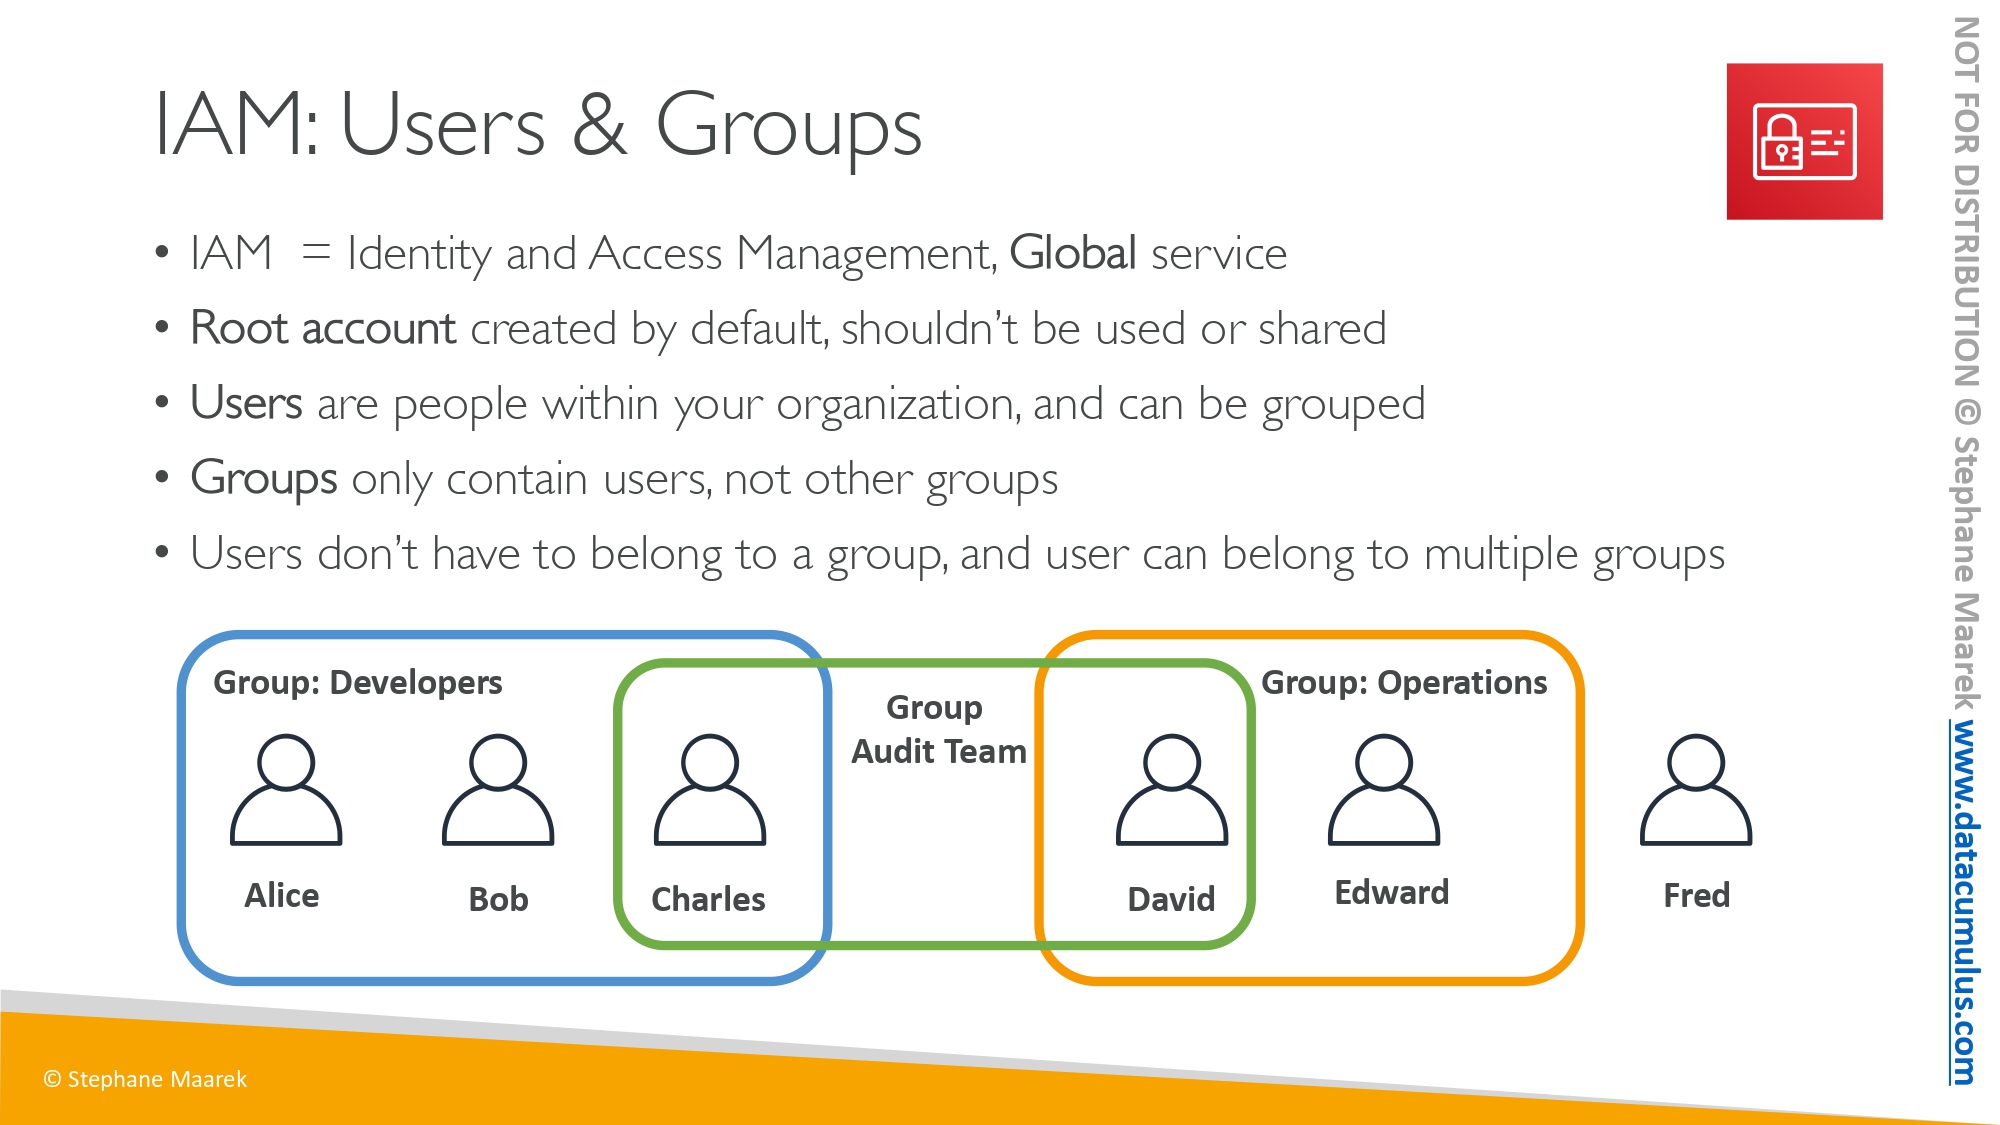 IAM: Users & Groups
• IAM = Identity and Access Management, Global service
• Root account created by default, shouldn’t be used or shared
• Users are people within your organization, and can be grouped
• Groups only contain users, not other groups
• Users don’t have to belong to a group, and user can belong to multiple groups
Group: Developers
Group
Audit Team
Group: Operations
Alice
Bob
Charles
David
Edward
Fred
© Stephane Maarek
NOT FOR DISTRIBUTION © Stephane Maarek www.datacumulus.com